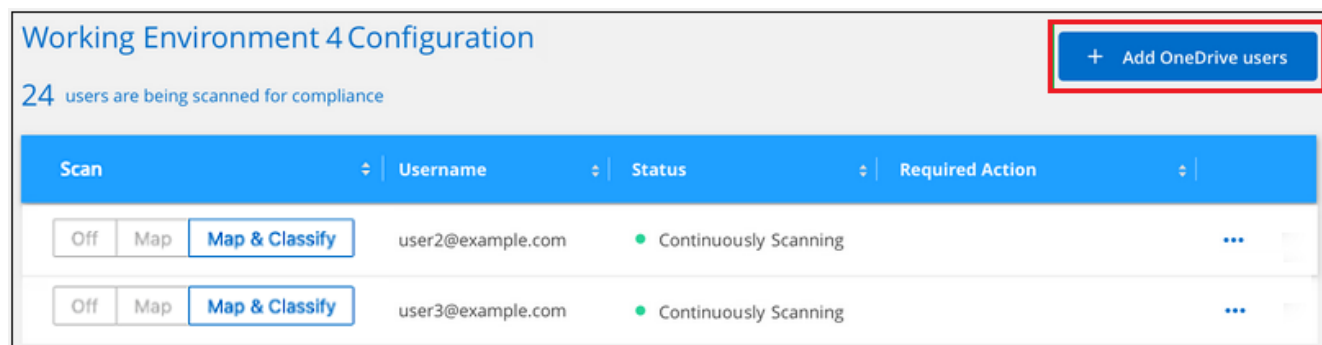 Working Environment 4 Configuration
+ Add OneDrive users
24 users are being scanned for compliance
Scan Username Status Required Action
Off Map Map & Classify user2@example.com Continuously Scanning ...
Off Map Map & Classify user3@example.com Continuously Scanning ...